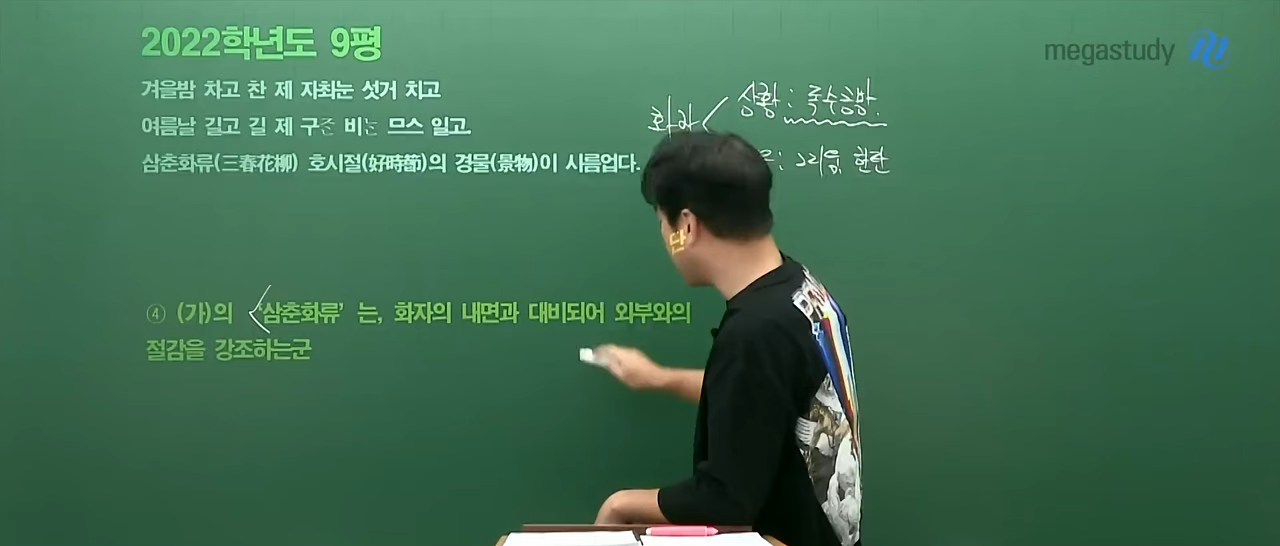 2022학년도 9평
megastudy
겨울밤 차고 찬 제 자최눈 섯거 치고
여름날 길고 길 제 구즌 비는 므스 일고.
삼춘화류(三春花柳) 호시절(好時節)의 경물(景物)이 시름업다.
화자
상황 : 독수공방.
: 그리움, 한탄
④ (가)의 '삼춘화류' 는, 화자의 내면과 대비되어 외부와의
절감을 강조하는군